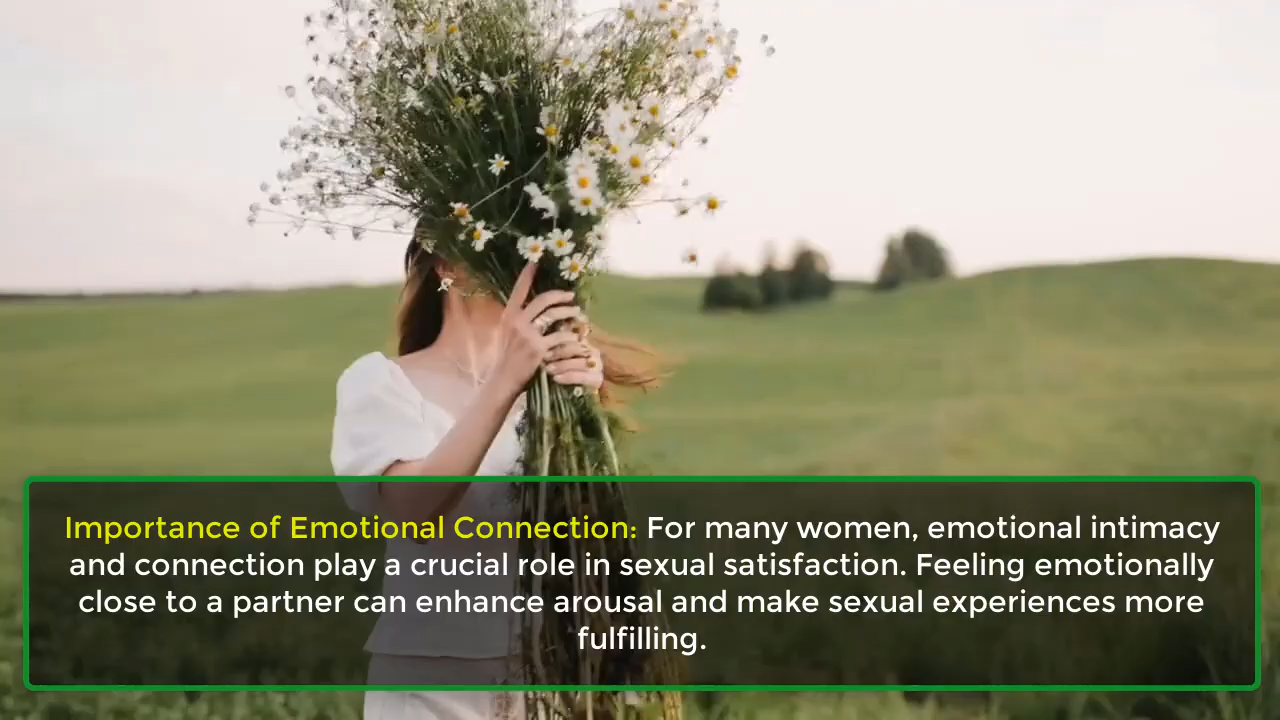 Importance of Emotional Connection: For many women, emotional intimacy
and connection play a crucial role in sexual satisfaction. Feeling emotionally
close to a partner can enhance arousal and make sexual experiences more
fulfilling.